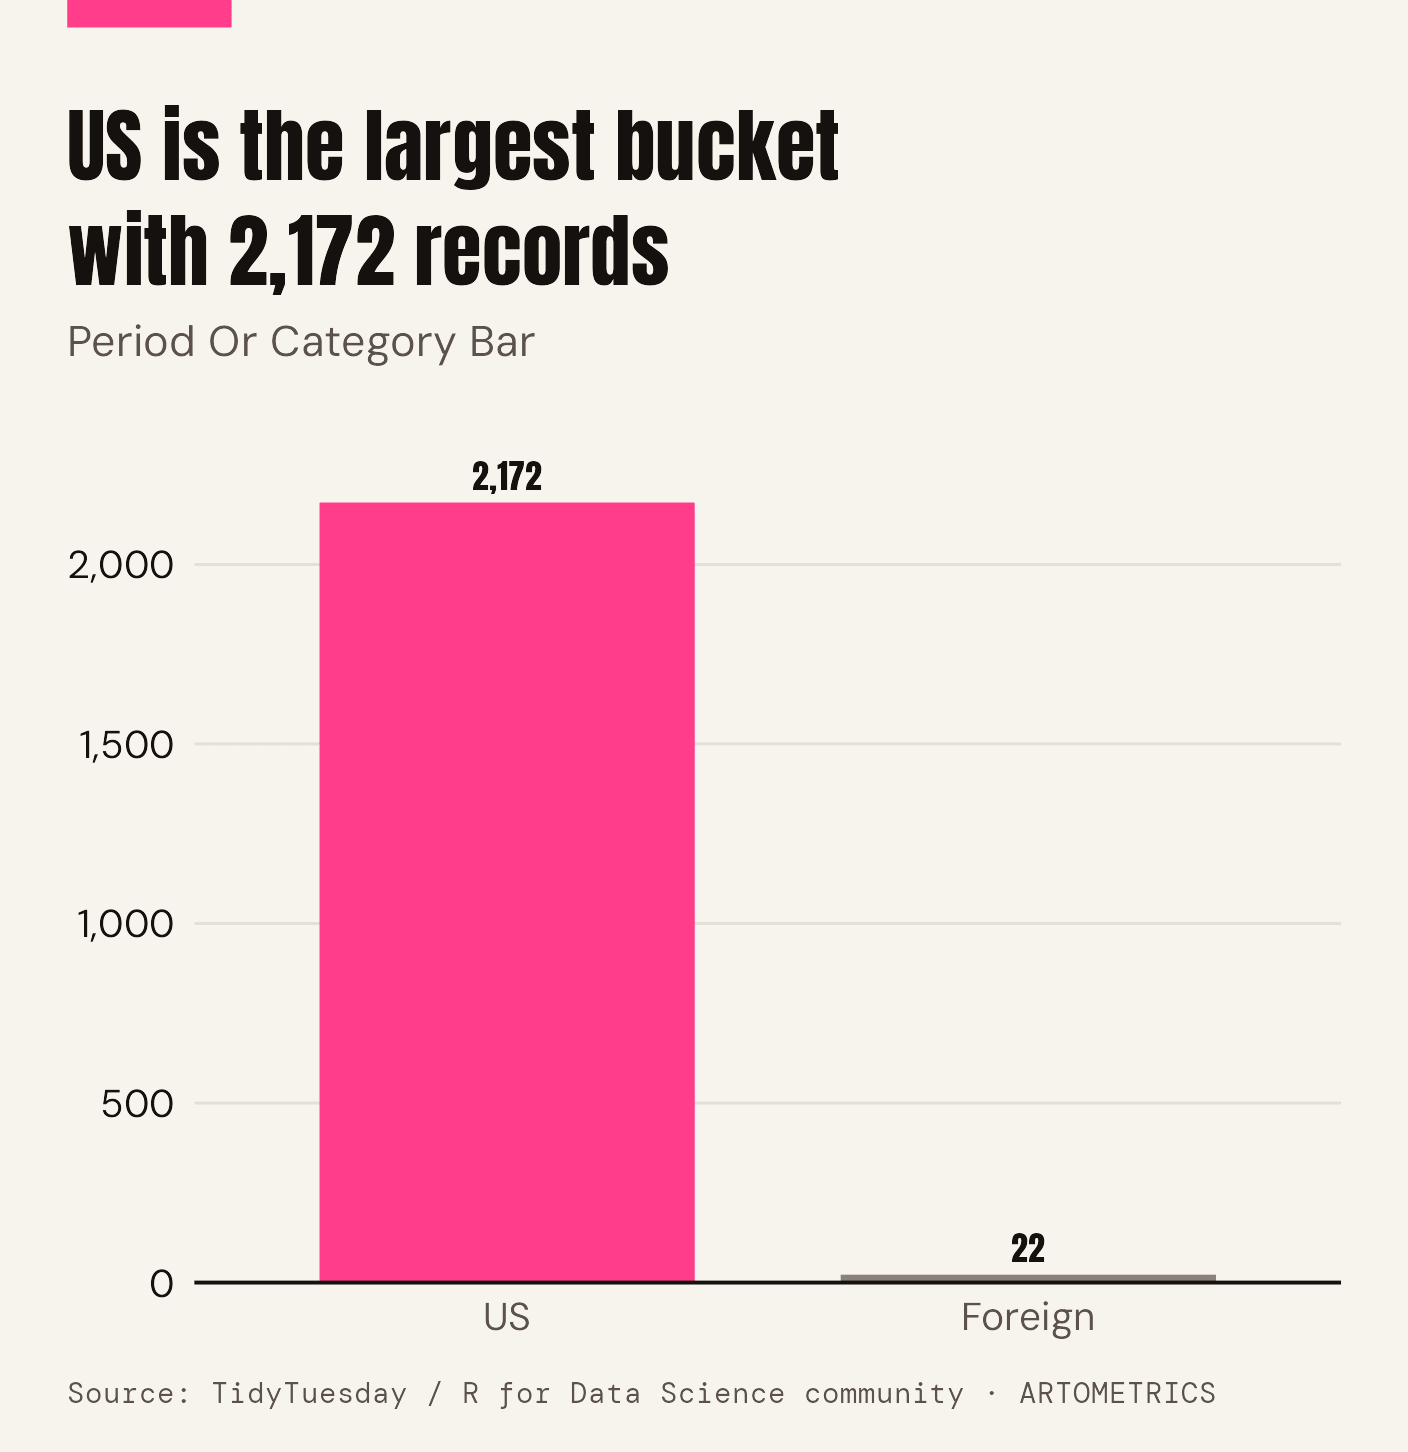 US is the largest bucket
with 2,172 records
Period Or Category Bar
2,172
2,000
1,500
1,000
500
22
0
US
Foreign
Source: TidyTuesday / R for Data Science community · ARTOMETRICS